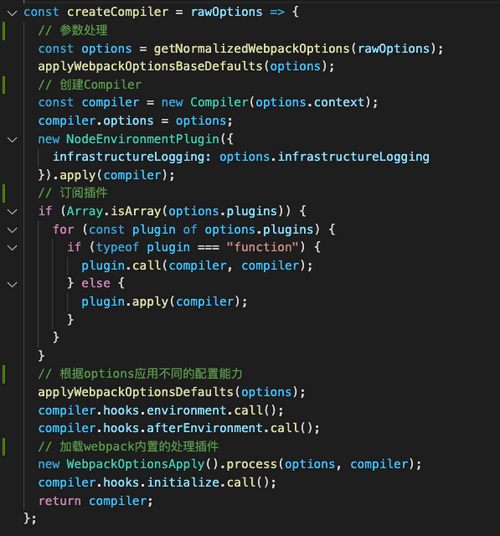 const createCompiler = rawOptions => {
// 参数处理
const options = getNormalizedWebpackOptions(rawOptions);
applyWebpackOptionsBaseDefaults(options);
// 创建Compiler
const compiler = new Compiler(options.context);
compiler.options = options;
new NodeEnvironmentPlugin({
infrastructureLogging: options.infrastructureLogging
}).apply(compiler);
// 订阅插件
if (Array.isArray(options.plugins)) {
for (const plugin of options.plugins) {
if (typeof plugin === "function") {
plugin.call(compiler, compiler);
} else {
plugin.apply(compiler);
}
}
}
// 根据options应用不同的配置能力
applyWebpackOptionsDefaults(options);
compiler.hooks.environment.call();
compiler.hooks.afterEnvironment.call();
// 加载webpack内置的处理插件
new WebpackOptionsApply().process(options, compiler);
compiler.hooks.initialize.call();
return compiler;
};